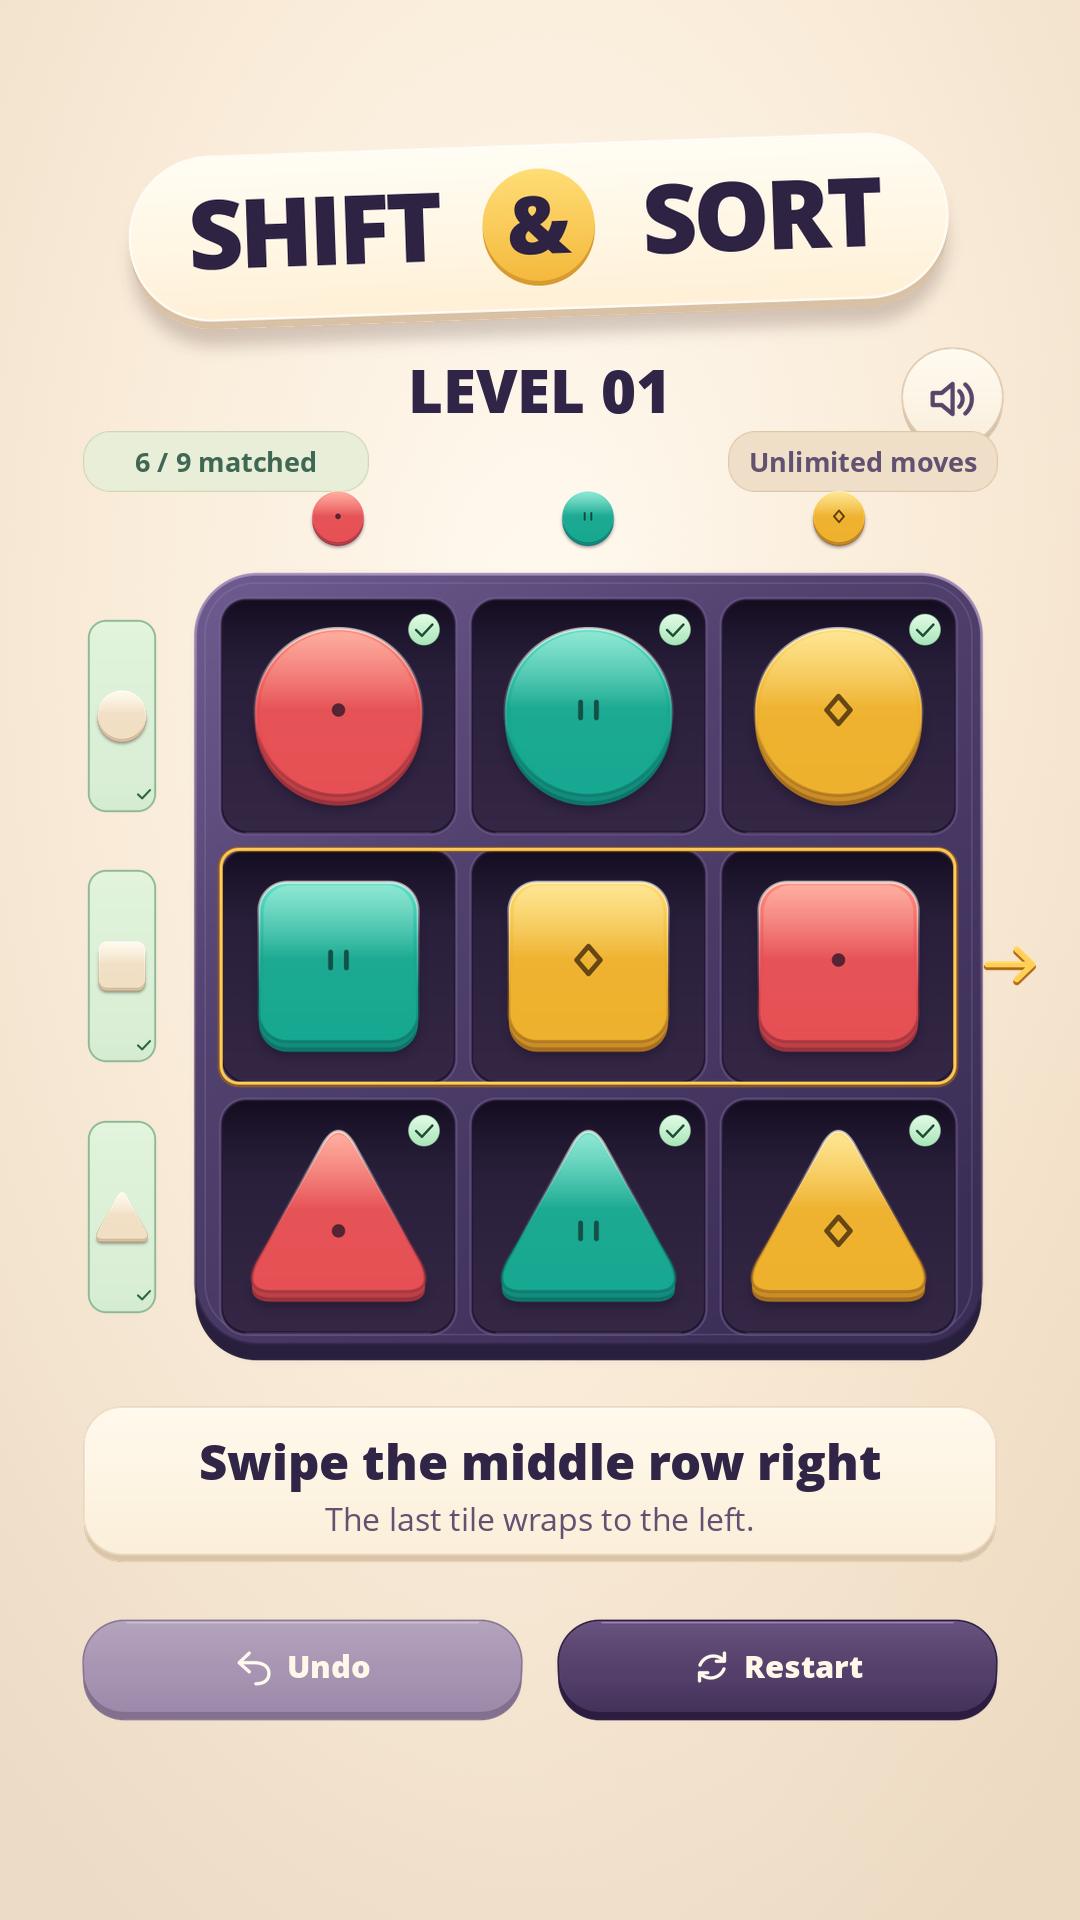 SHIFT & SORT
LEVEL 01
6 / 9 matched
Unlimited moves
Swipe the middle row right
The last tile wraps to the left.
Undo
Restart